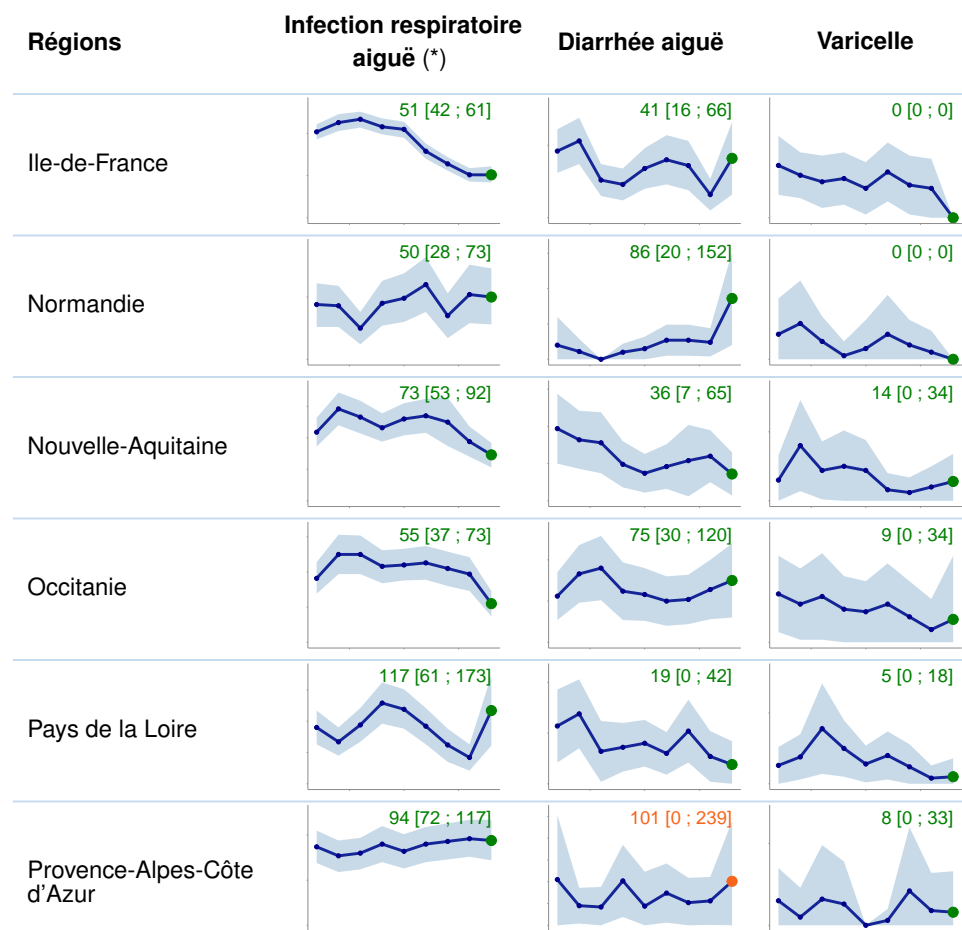 Régions
Infection respiratoire
aiguë (*)
Diarrhée aiguë
Varicelle
Ile-de-France
51 [42 ; 61]
41 [16 ; 66]
0 [0 ; 0]
Normandie
50 [28 ; 73]
86 [20 ; 152]
0 [0 ; 0]
Nouvelle-Aquitaine
73 [53 ; 92]
36 [7 ; 65]
14 [0 ; 34]
Occitanie
55 [37 ; 73]
75 [30 ; 120]
9 [0 ; 34]
Pays de la Loire
117 [61 ; 173]
19 [0 ; 42]
5 [0 ; 18]
Provence-Alpes-Côte
d'Azur
94 [72 ; 117]
101 [0 ; 239]
8 [0 ; 33]